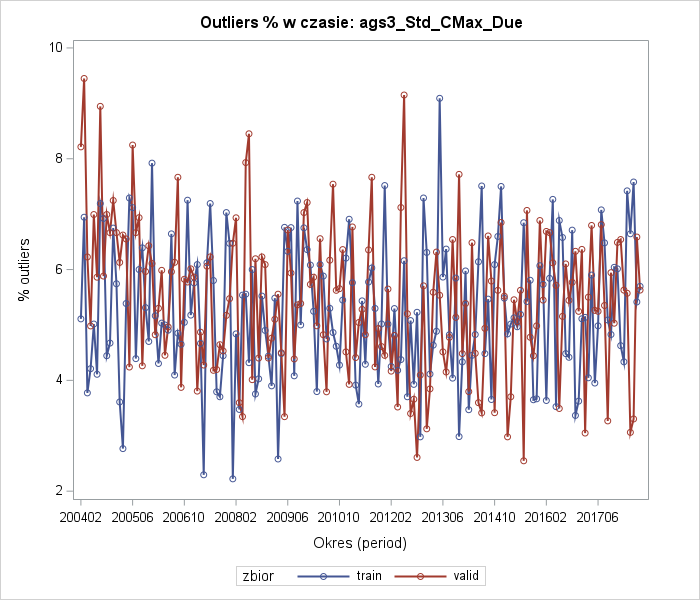 Outliers % w czasie: ags3_Std_CMax_Due
% outliers
10
8
6
4
2
200402 200506 200610 200802 200906 201010 201202 201306 201410 201602 201706
Okres (period)
zbior train valid